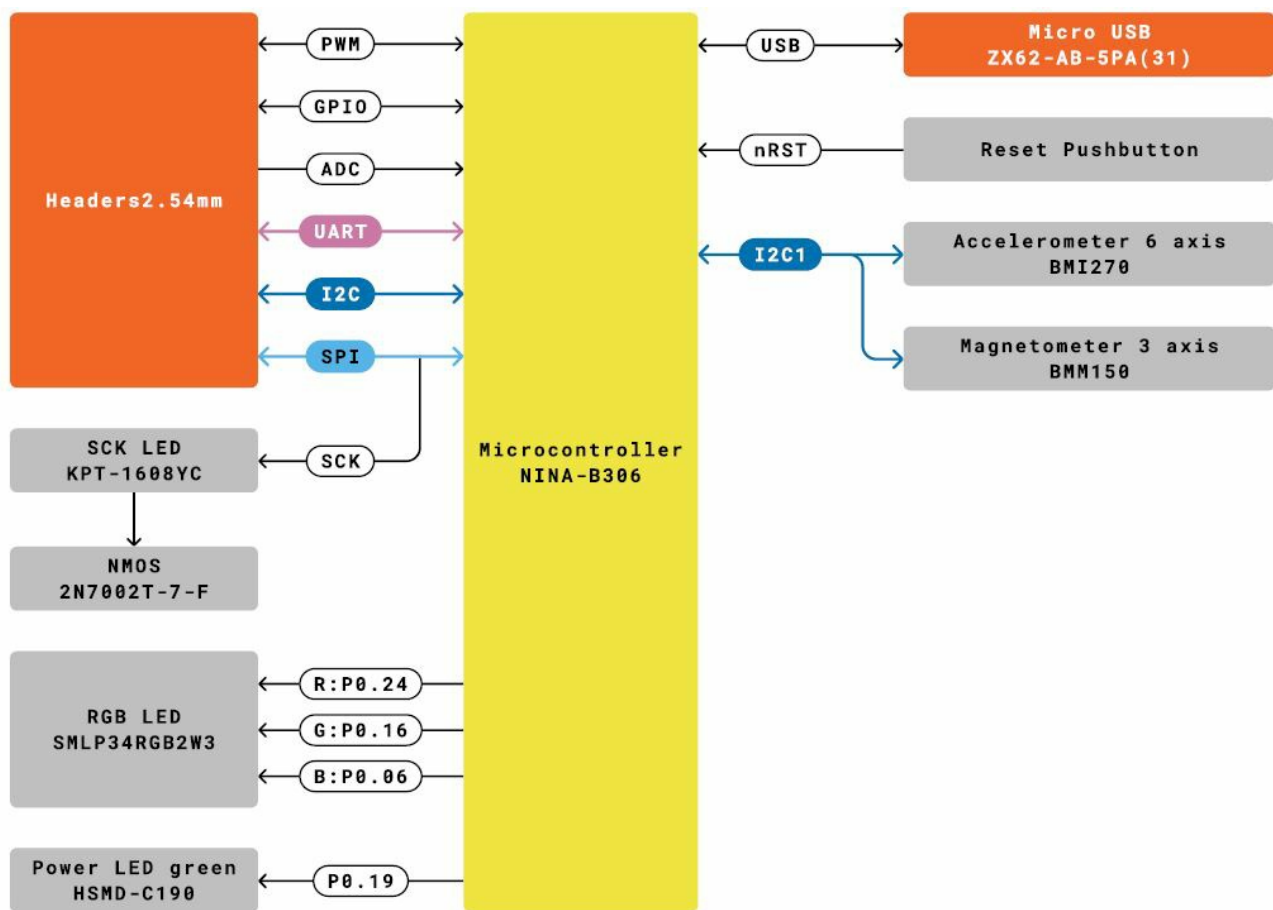 PWM
USB
Micro USB
ZX62-AB-5PA(31)
GPIO
nRST
Reset Pushbutton
ADC
Headers2.54mm
UART
I2C1
Accelerometer 6 axis
BMI270
I2C
SPI
Magnetometer 3 axis
BMM150
SCK LED
KPT-1608YC
SCK
Microcontroller
NINA-B306
NMOS
2N7002T-7-F
R:P0.24
RGB LED
SMLP34RGB2W3
G:P0.16
B:P0.06
Power LED green
HSMD-C190
P0.19